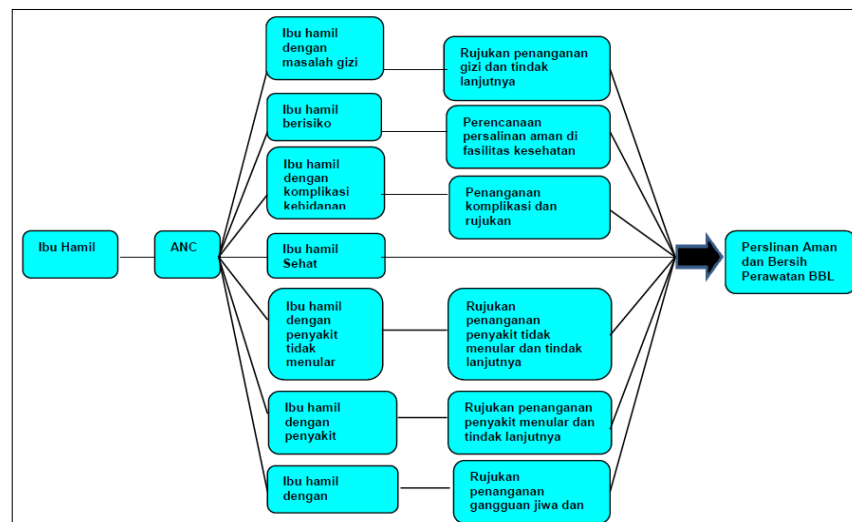 Ibu Hamil
ANC
Ibu hamil
dengan
masalah gizi
Rujukan penanganan
gizi dan tindak
lanjutnya
Ibu hamil
berisiko
Perencanaan
persalinan aman di
fasilitas kesehatan
Ibu hamil
dengan
komplikasi
kebidanan
Penanganan
komplikasi dan
rujukan
Ibu hamil
Sehat
Ibu hamil
dengan
penyakit
tidak
menular
Rujukan
penanganan
penyakit tidak
menular dan tindak
lanjutnya
Ibu hamil
dengan
penyakit
Rujukan penanganan
penyakit menular dan
tindak lanjutnya
Ibu hamil
dengan
Rujukan
penanganan
gangguan jiwa dan
Perslinan Aman
dan Bersih
Perawatan BBL